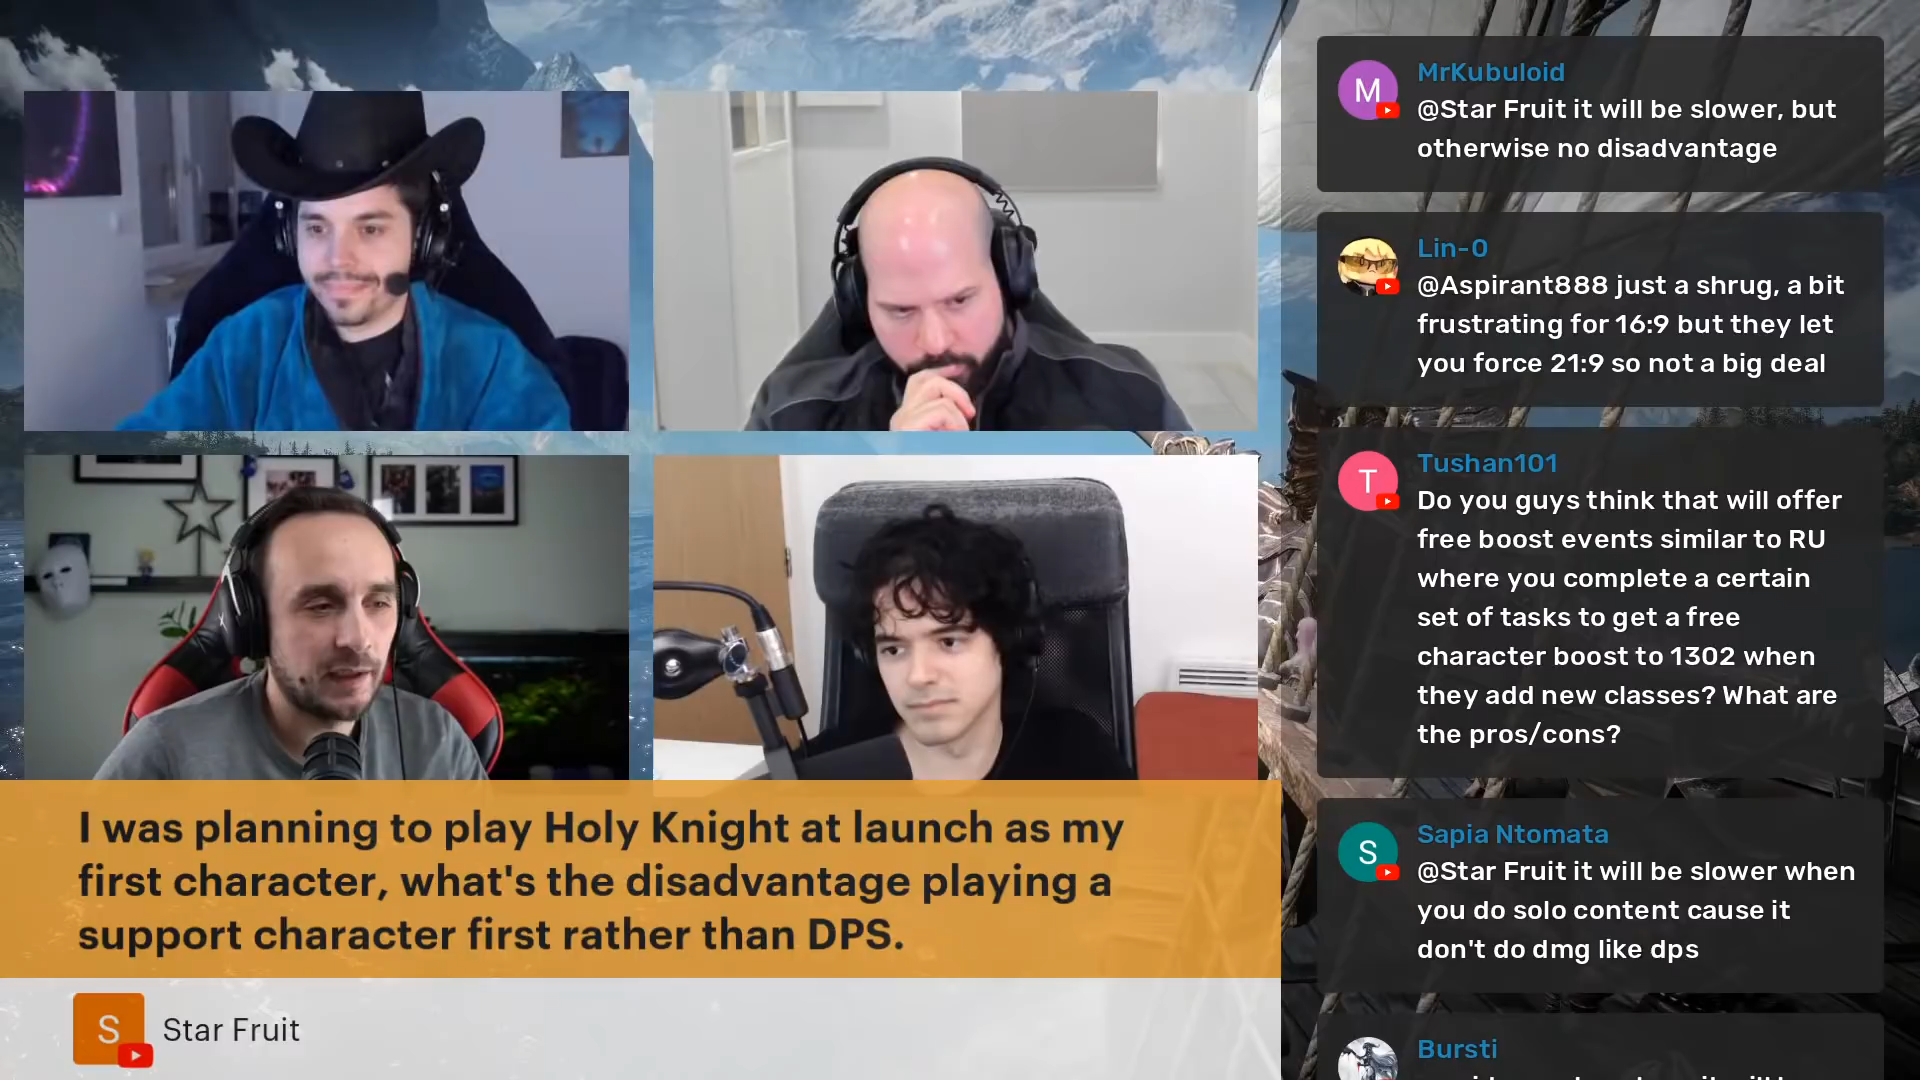 MrKubuloid
@Star Fruit it will be slower, but
otherwise no disadvantage
Lin-0
@Aspirant888 just a shrug, a bit
frustrating for 16:9 but they let
you force 21:9 so not a big deal
Tushan101
Do you guys think that will offer
free boost events similar to RU
where you complete a certain
set of tasks to get a free
character boost to 1302 when
they add new classes? What are
the pros/cons?
Sapia Ntomata
@Star Fruit it will be slower when
you do solo content cause it
don't do dmg like dps
Bursti
I was planning to play Holy Knight at launch as my
first character, what's the disadvantage playing a
support character first rather than DPS.
Star Fruit
M
T
S
S